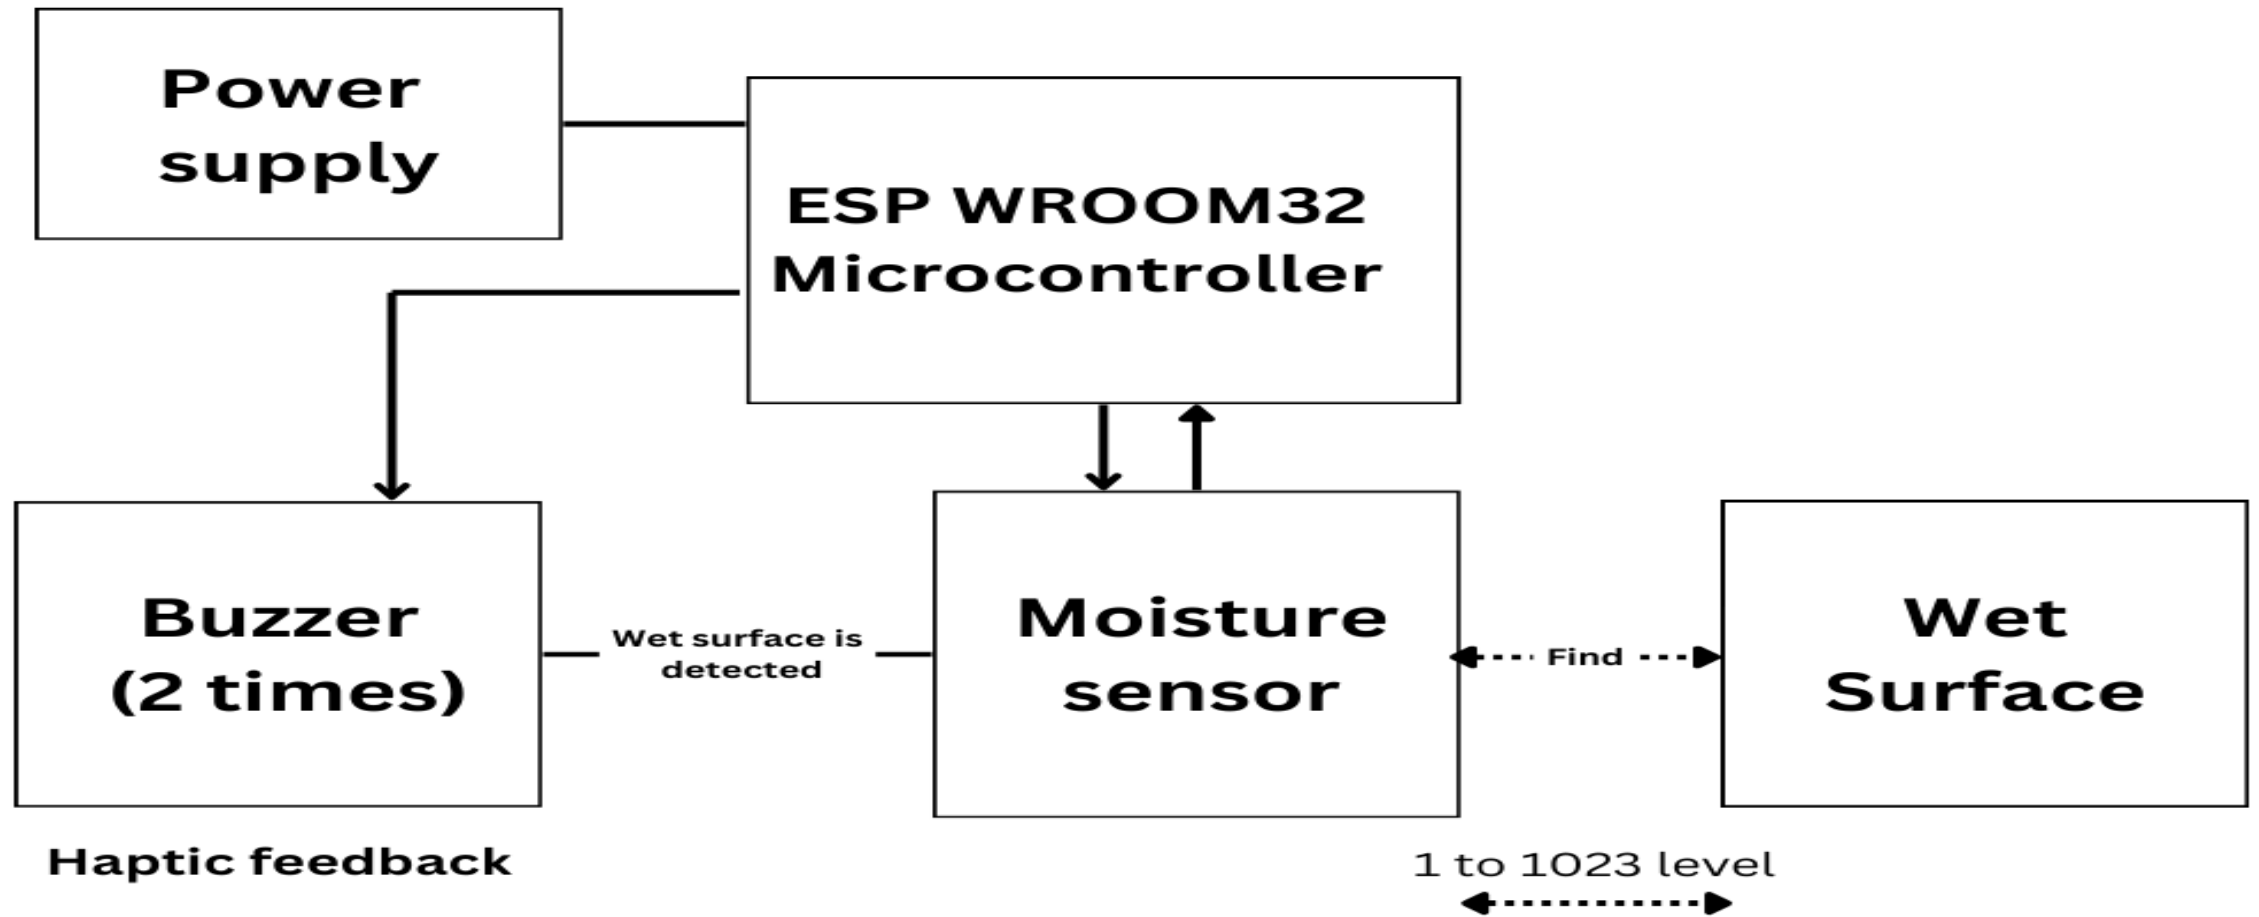 Power
supply
ESP WROOM32
Microcontroller
Buzzer
(2 times)
Wet surface is
detected
Moisture
sensor
Find
Wet
Surface
Haptic feedback
1 to 1023 level